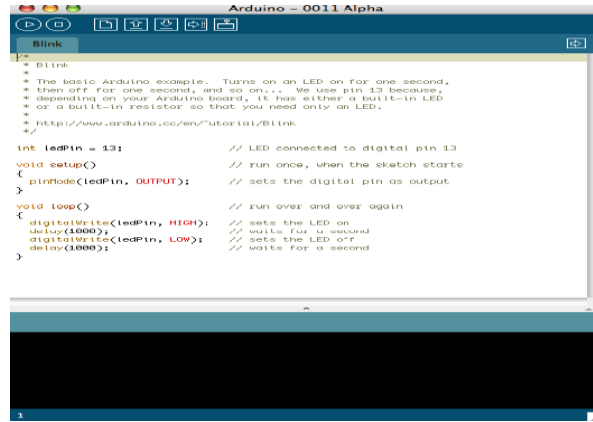 Arduino – 0011 Alpha
Blink
/*
* Blink
*
* The basic Arduino example.  Turns on an LED on for one second,
* then off for one second, and so on...  We use pin 13 because,
* depending on your Arduino board, it has either a built-in LED
* or a built-in resistor so that you need only an LED.
*
* http://www.arduino.cc/en/Tutorial/Blink
*/
int ledPin = 13;                // LED connected to digital pin 13
void setup()                    // run once, when the sketch starts
{
pinMode(ledPin, OUTPUT);      // sets the digital pin as output
}
void loop()                     // run over and over again
{
digitalWrite(ledPin, HIGH);   // sets the LED on
delay(1000);                  // waits for a second
digitalWrite(ledPin, LOW);    // sets the LED off
delay(1000);                  // waits for a second
}
1